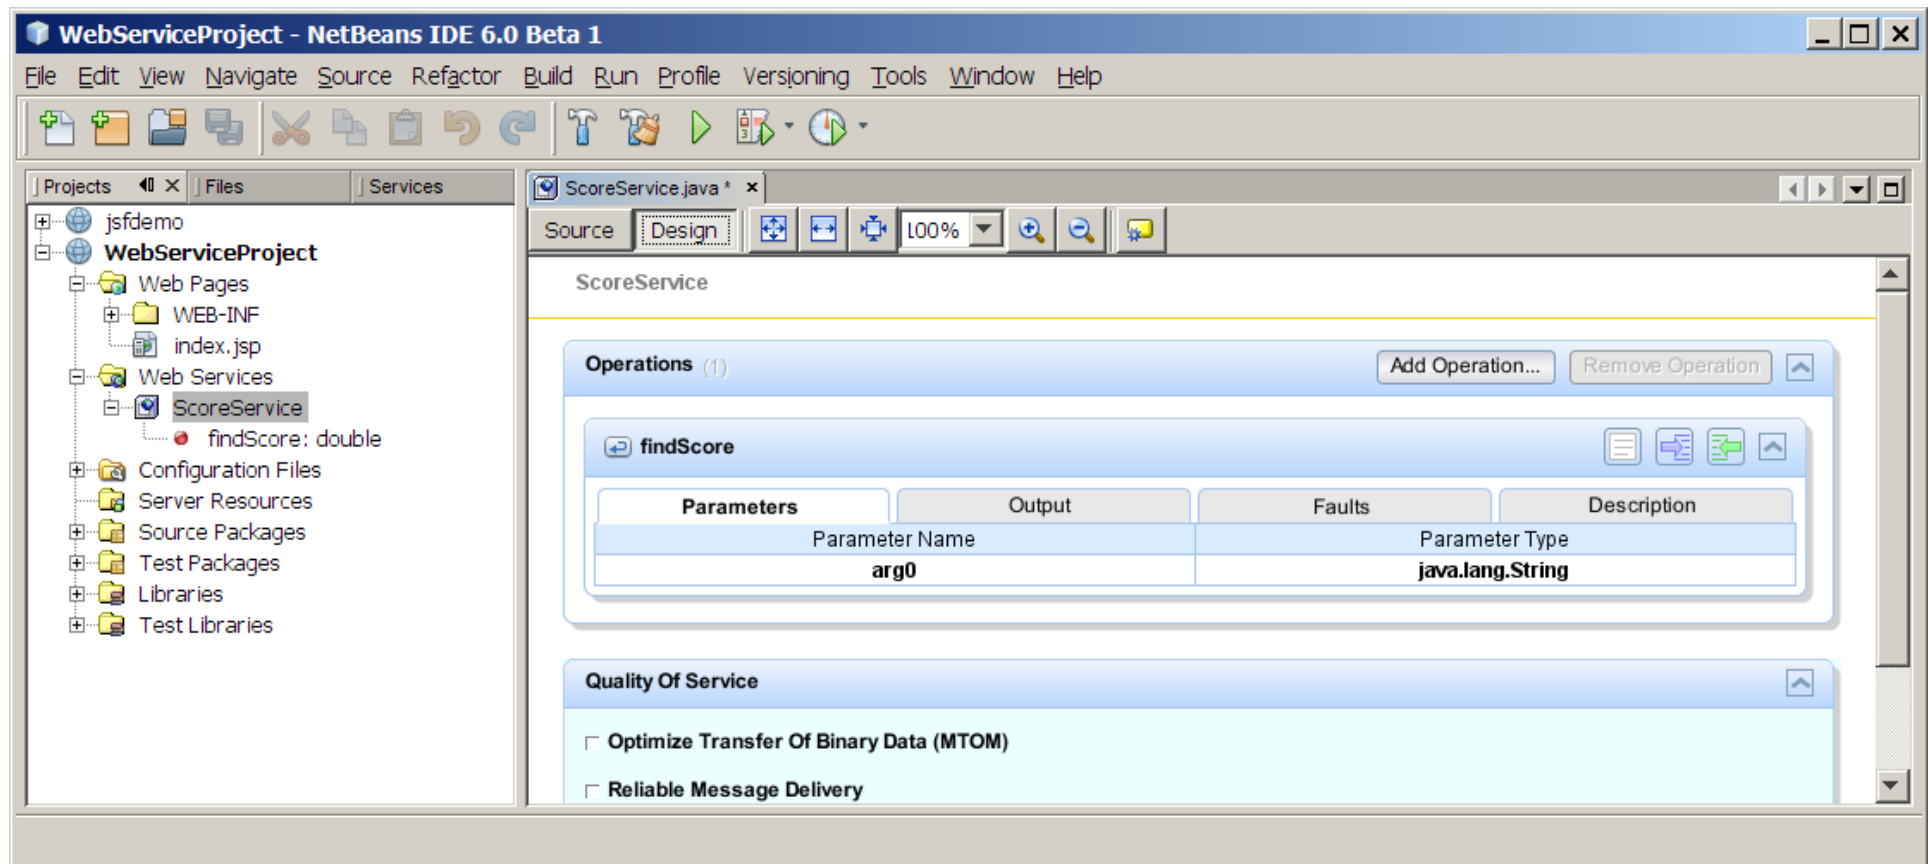 WebServiceProject - NetBeans IDE 6.0 Beta 1
File Edit View Navigate Source Refactor Build Run Profile Versioning Tools Window Help
Projects Files Services
jsfdemo
WebServiceProject
Web Pages
WEB-INF
index.jsp
Web Services
ScoreService
findScore: double
Configuration Files
Server Resources
Source Packages
Test Packages
Libraries
Test Libraries
ScoreService.java *
Source Design 100%
ScoreService
Operations (1) Add Operation... Remove Operation
findScore
Parameters Output Faults Description
Parameter Name Parameter Type
arg0 java.lang.String
Quality Of Service
Optimize Transfer Of Binary Data (MTOM)
Reliable Message Delivery